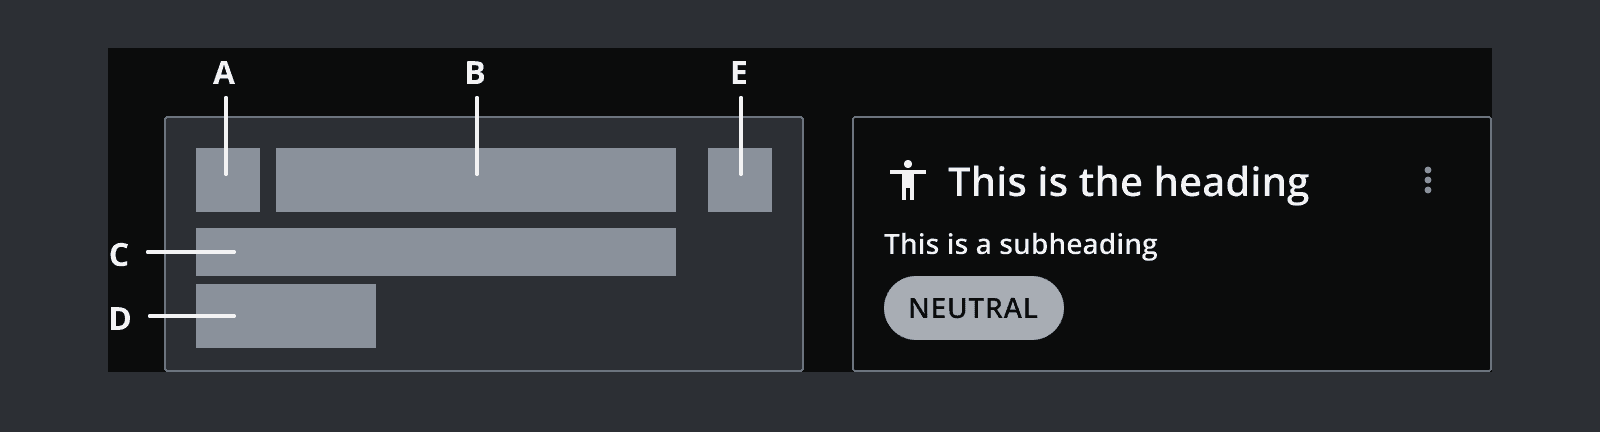 A
B
E
C
D
This is the heading
This is a subheading
NEUTRAL